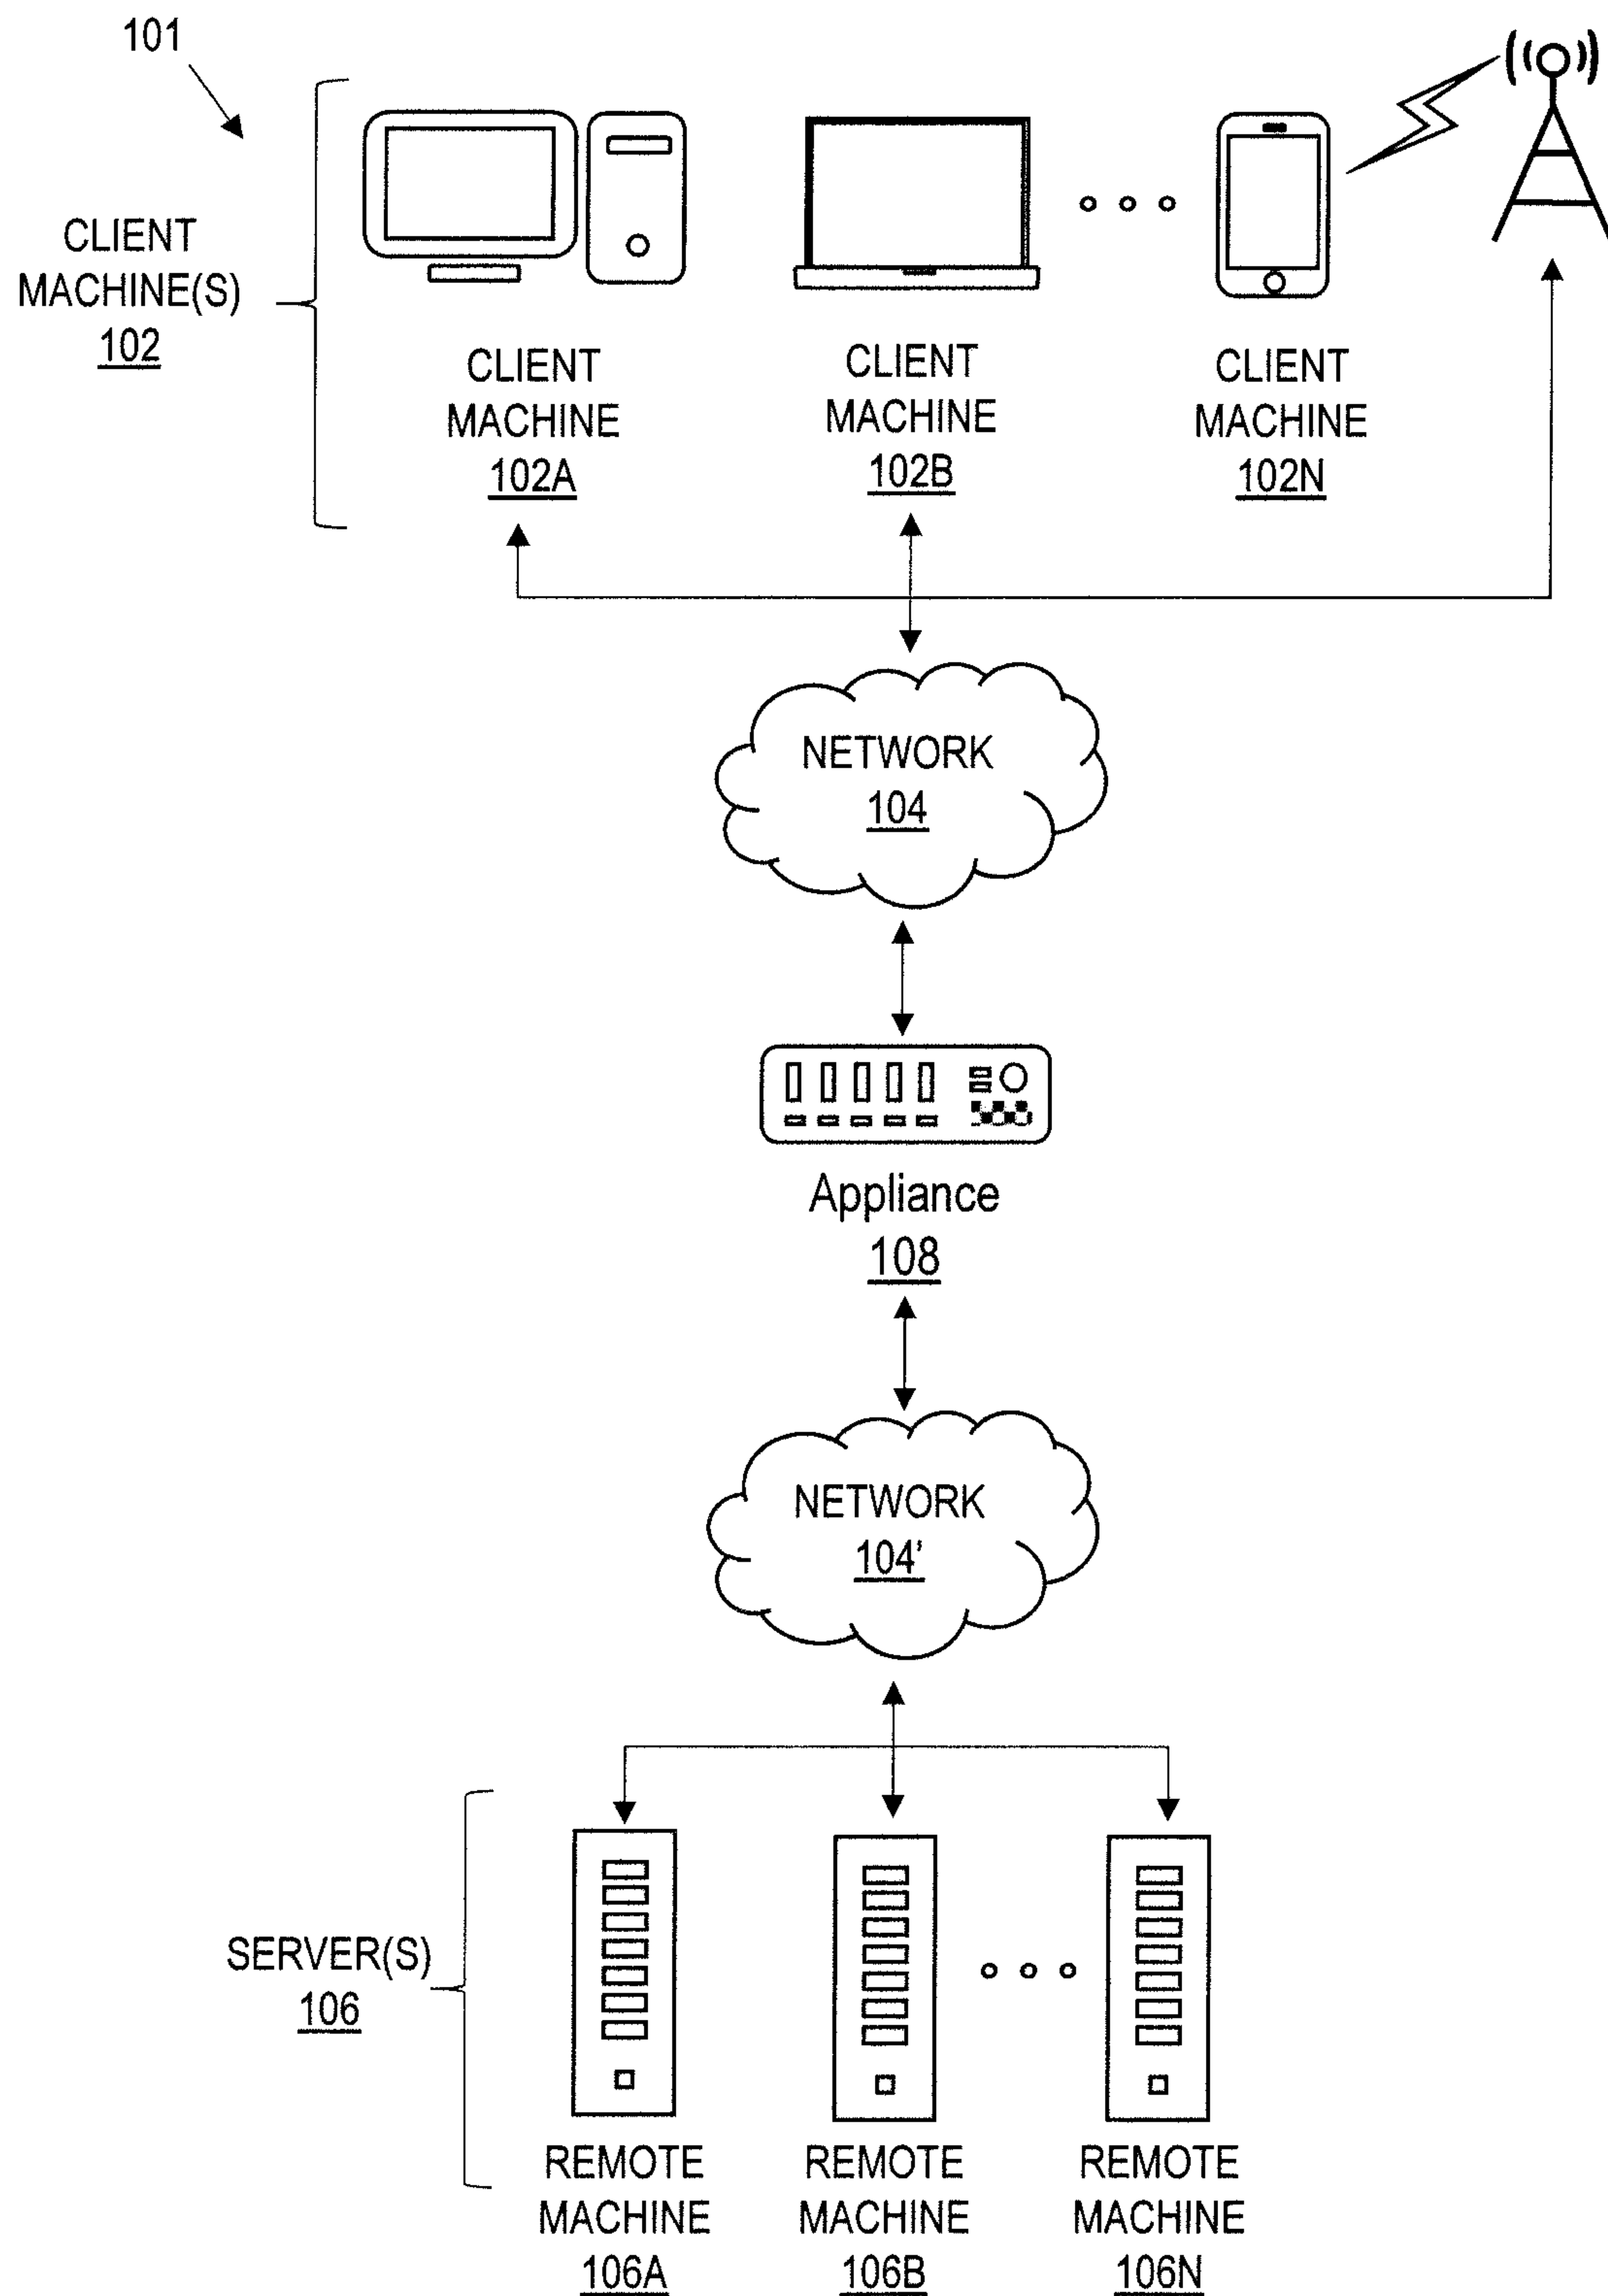 101
CLIENT
MACHINE(S)
102
CLIENT
MACHINE
102A
CLIENT
MACHINE
102B
CLIENT
MACHINE
102N
NETWORK
104
Appliance
108
NETWORK
104'
SERVER(S)
106
REMOTE
MACHINE
106A
REMOTE
MACHINE
106B
REMOTE
MACHINE
106N